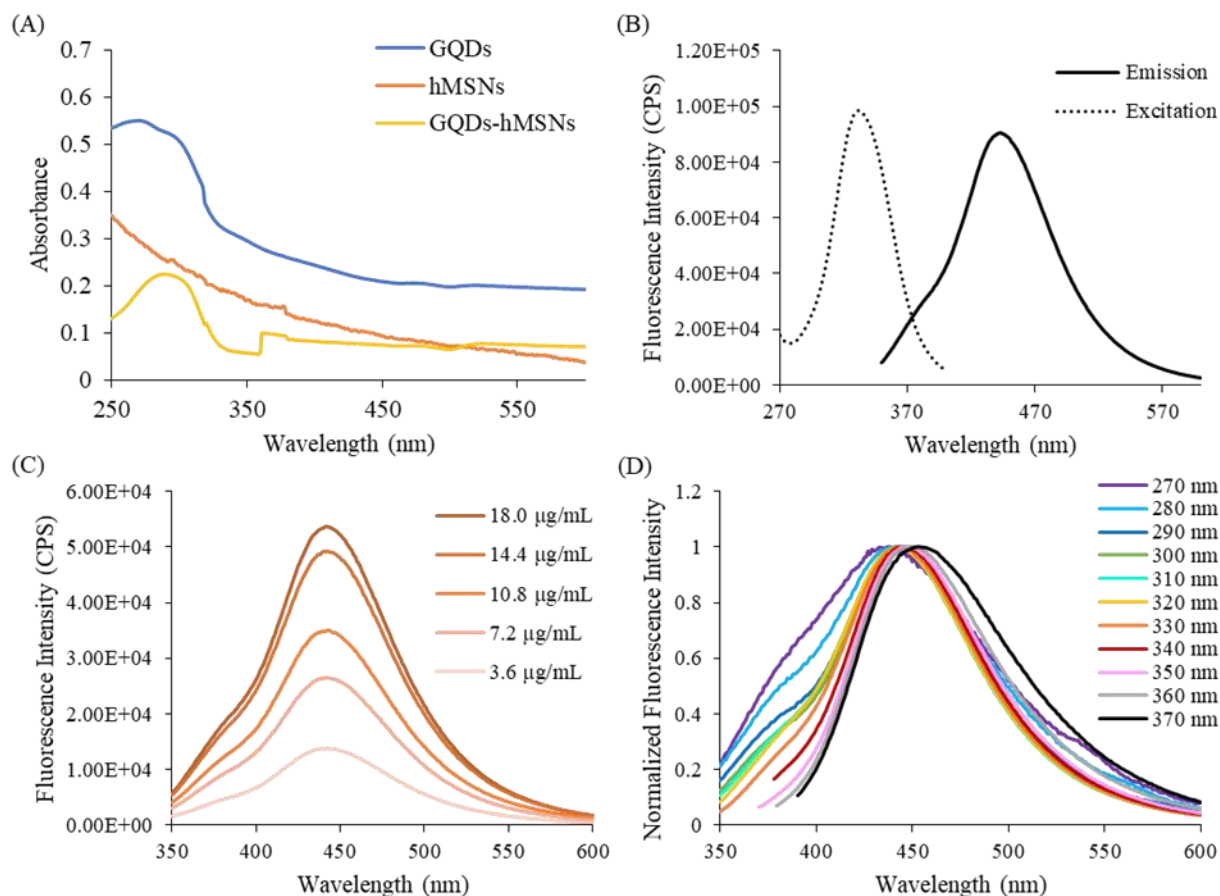 (A)
0.7
0.6
0.5
0.4
0.3
0.2
0.1
0
Absorbance
GQDs
hMSNs
GQDs-hMSNs
250 350 450 550
Wavelength (nm)
(B)
1.20E+05
1.00E+05
8.00E+04
6.00E+04
4.00E+04
2.00E+04
0.00E+00
Fluorescence Intensity (CPS)
Emission
Excitation
270 370 470 570
Wavelength (nm)
(C)
6.00E+04
5.00E+04
4.00E+04
3.00E+04
2.00E+04
1.00E+04
0.00E+00
Fluorescence Intensity (CPS)
18.0 µg/mL
14.4 µg/mL
10.8 µg/mL
7.2 µg/mL
3.6 µg/mL
350 400 450 500 550 600
Wavelength (nm)
(D)
1.2
1
0.8
0.6
0.4
0.2
0
Normalized Fluorescence Intensity
270 nm
280 nm
290 nm
300 nm
310 nm
320 nm
330 nm
340 nm
350 nm
360 nm
370 nm
350 400 450 500 550 600
Wavelength (nm)